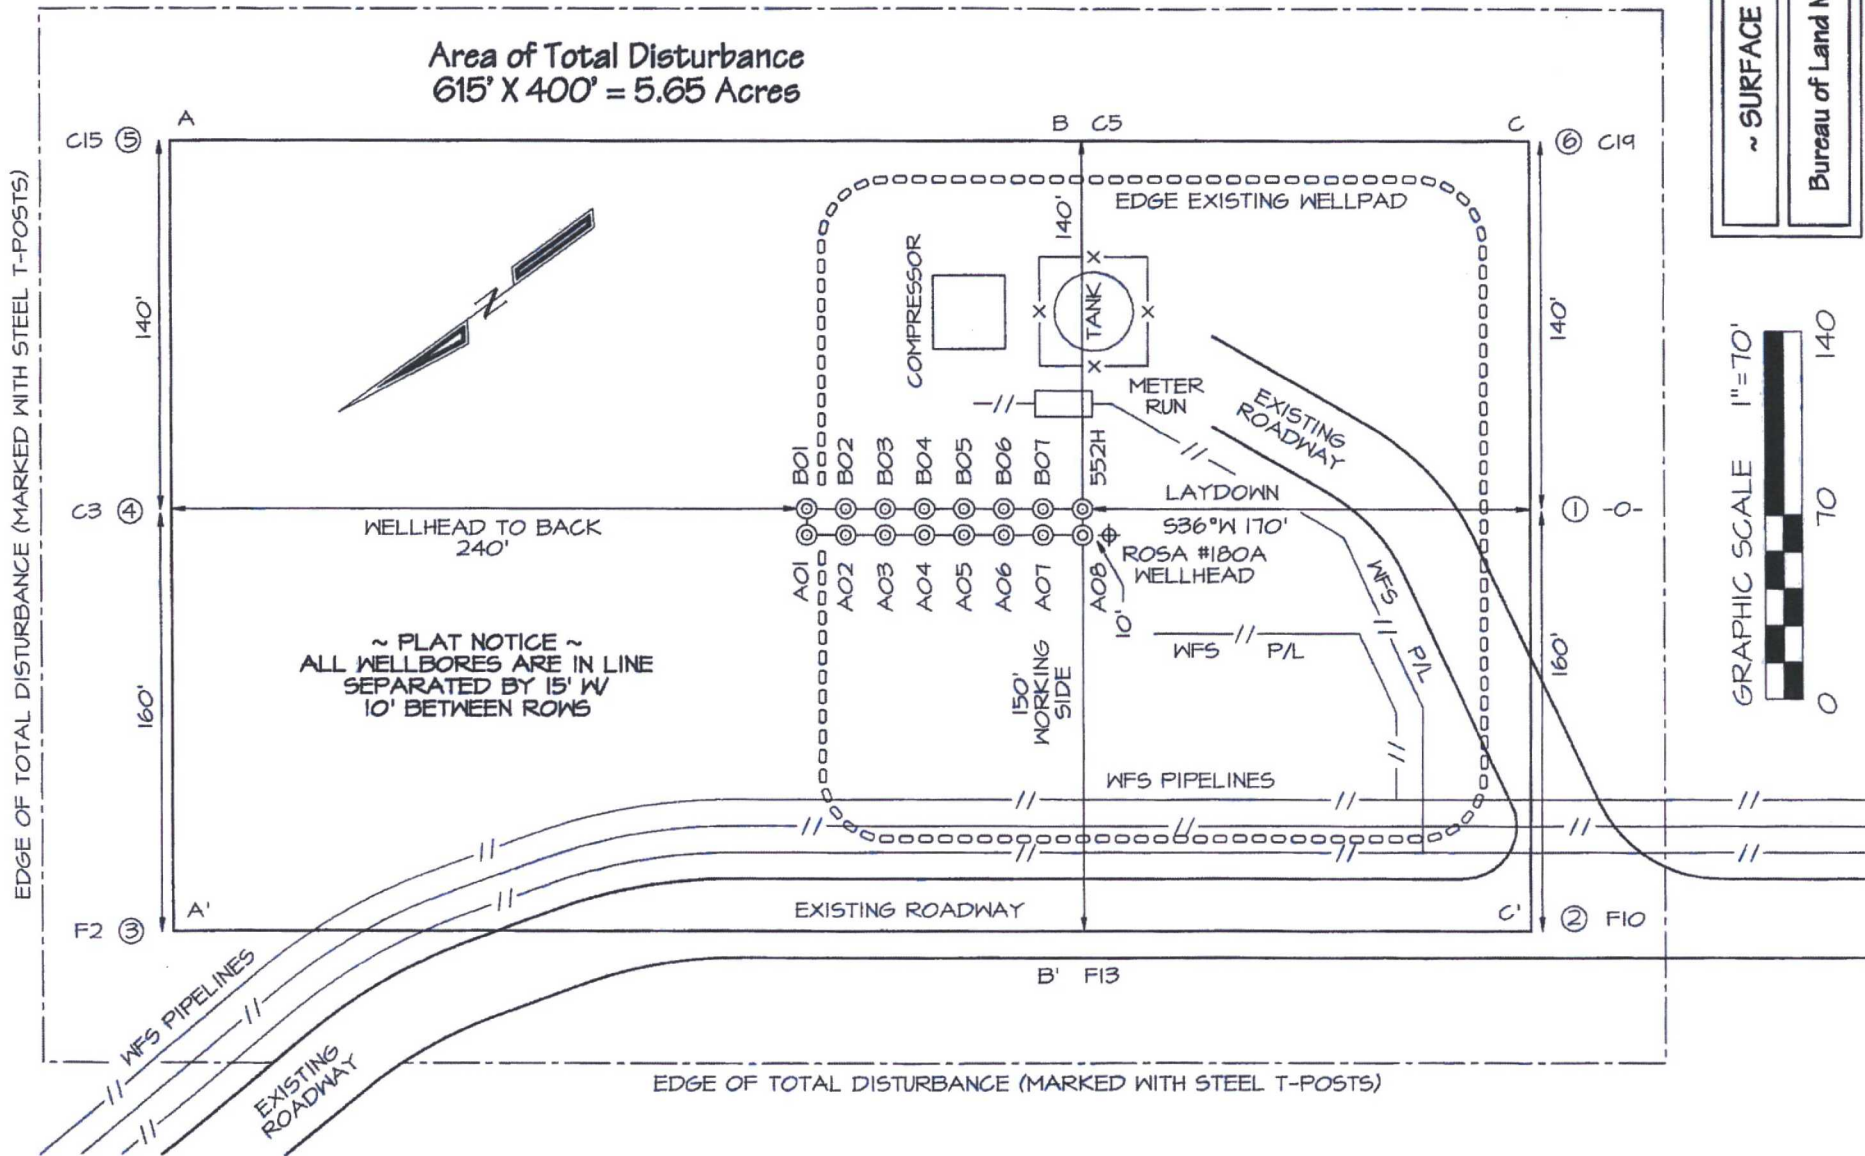 Area of Total Disturbance
615' X 400' = 5.65 Acres
~ SURFACE
Bureau of Land
EDGE OF TOTAL DISTURBANCE (MARKED WITH STEEL T-POSTS)
A
B C5
C
C15 ⑤
⑥ C19
EDGE EXISTING WELLPAD
140'
140'
140'
N
COMPRESSOR
TANK
METER
RUN
EXISTING
ROADWAY
GRAPHIC SCALE 1"=70'
0 70 140
B01 B02 B03 B04 B05 B06 B07 552H
LAYDOWN
C3 ④
① -0-
WELLHEAD TO BACK
240'
S36°W 170'
ROSA #180A
WELLHEAD
A01 A02 A03 A04 A05 A06 A07 A08
10'
WFS P/L
WFS P/L
~ PLAT NOTICE ~
ALL WELLBORES ARE IN LINE
SEPARATED BY 15' W/
10' BETWEEN ROWS
160'
150'
WORKING
SIDE
160'
WFS PIPELINES
A'
EXISTING ROADWAY
C'
F2 ③
② F10
B' F13
WFS PIPELINES
EXISTING
ROADWAY
EDGE OF TOTAL DISTURBANCE (MARKED WITH STEEL T-POSTS)